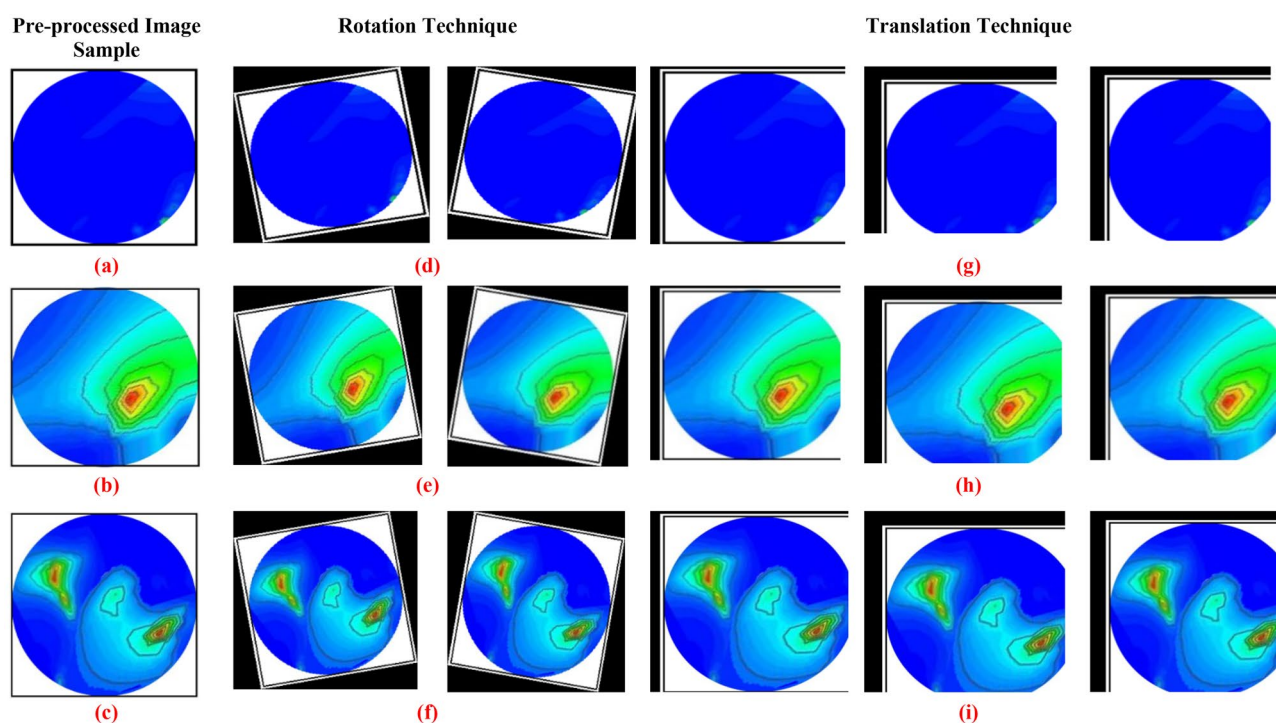 Pre-processed Image
Sample
Rotation Technique
Translation Technique
(a)
(d)
(g)
(b)
(e)
(h)
(c)
(f)
(i)